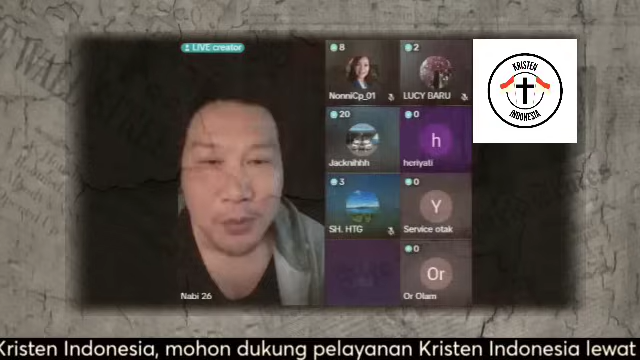 LIVE creator
8
2
NonniCp_01
LUCY BARU
KRISTEN
INDONESIA
20
0
h
Jacknihhh
heriyati
3
0
Y
SH. HTG
Service otak
0
Or
Nabi 26
Or Olam
Kristen Indonesia, mohon dukung pelayanan Kristen Indonesia lewat